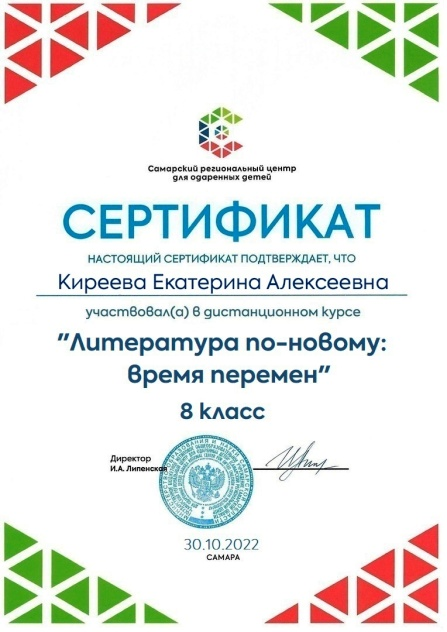 Самарский региональный центр
для одаренных детей
СЕРТИФИКАТ
НАСТОЯЩИЙ СЕРТИФИКАТ ПОДТВЕРЖДАЕТ, ЧТО
Киреева Екатерина Алексеевна
участвовал(а) в дистанционном курсе
"Литература по-новому:
время перемен"
8 класс
Директор
И.А. Липенская
30.10.2022
САМАРА